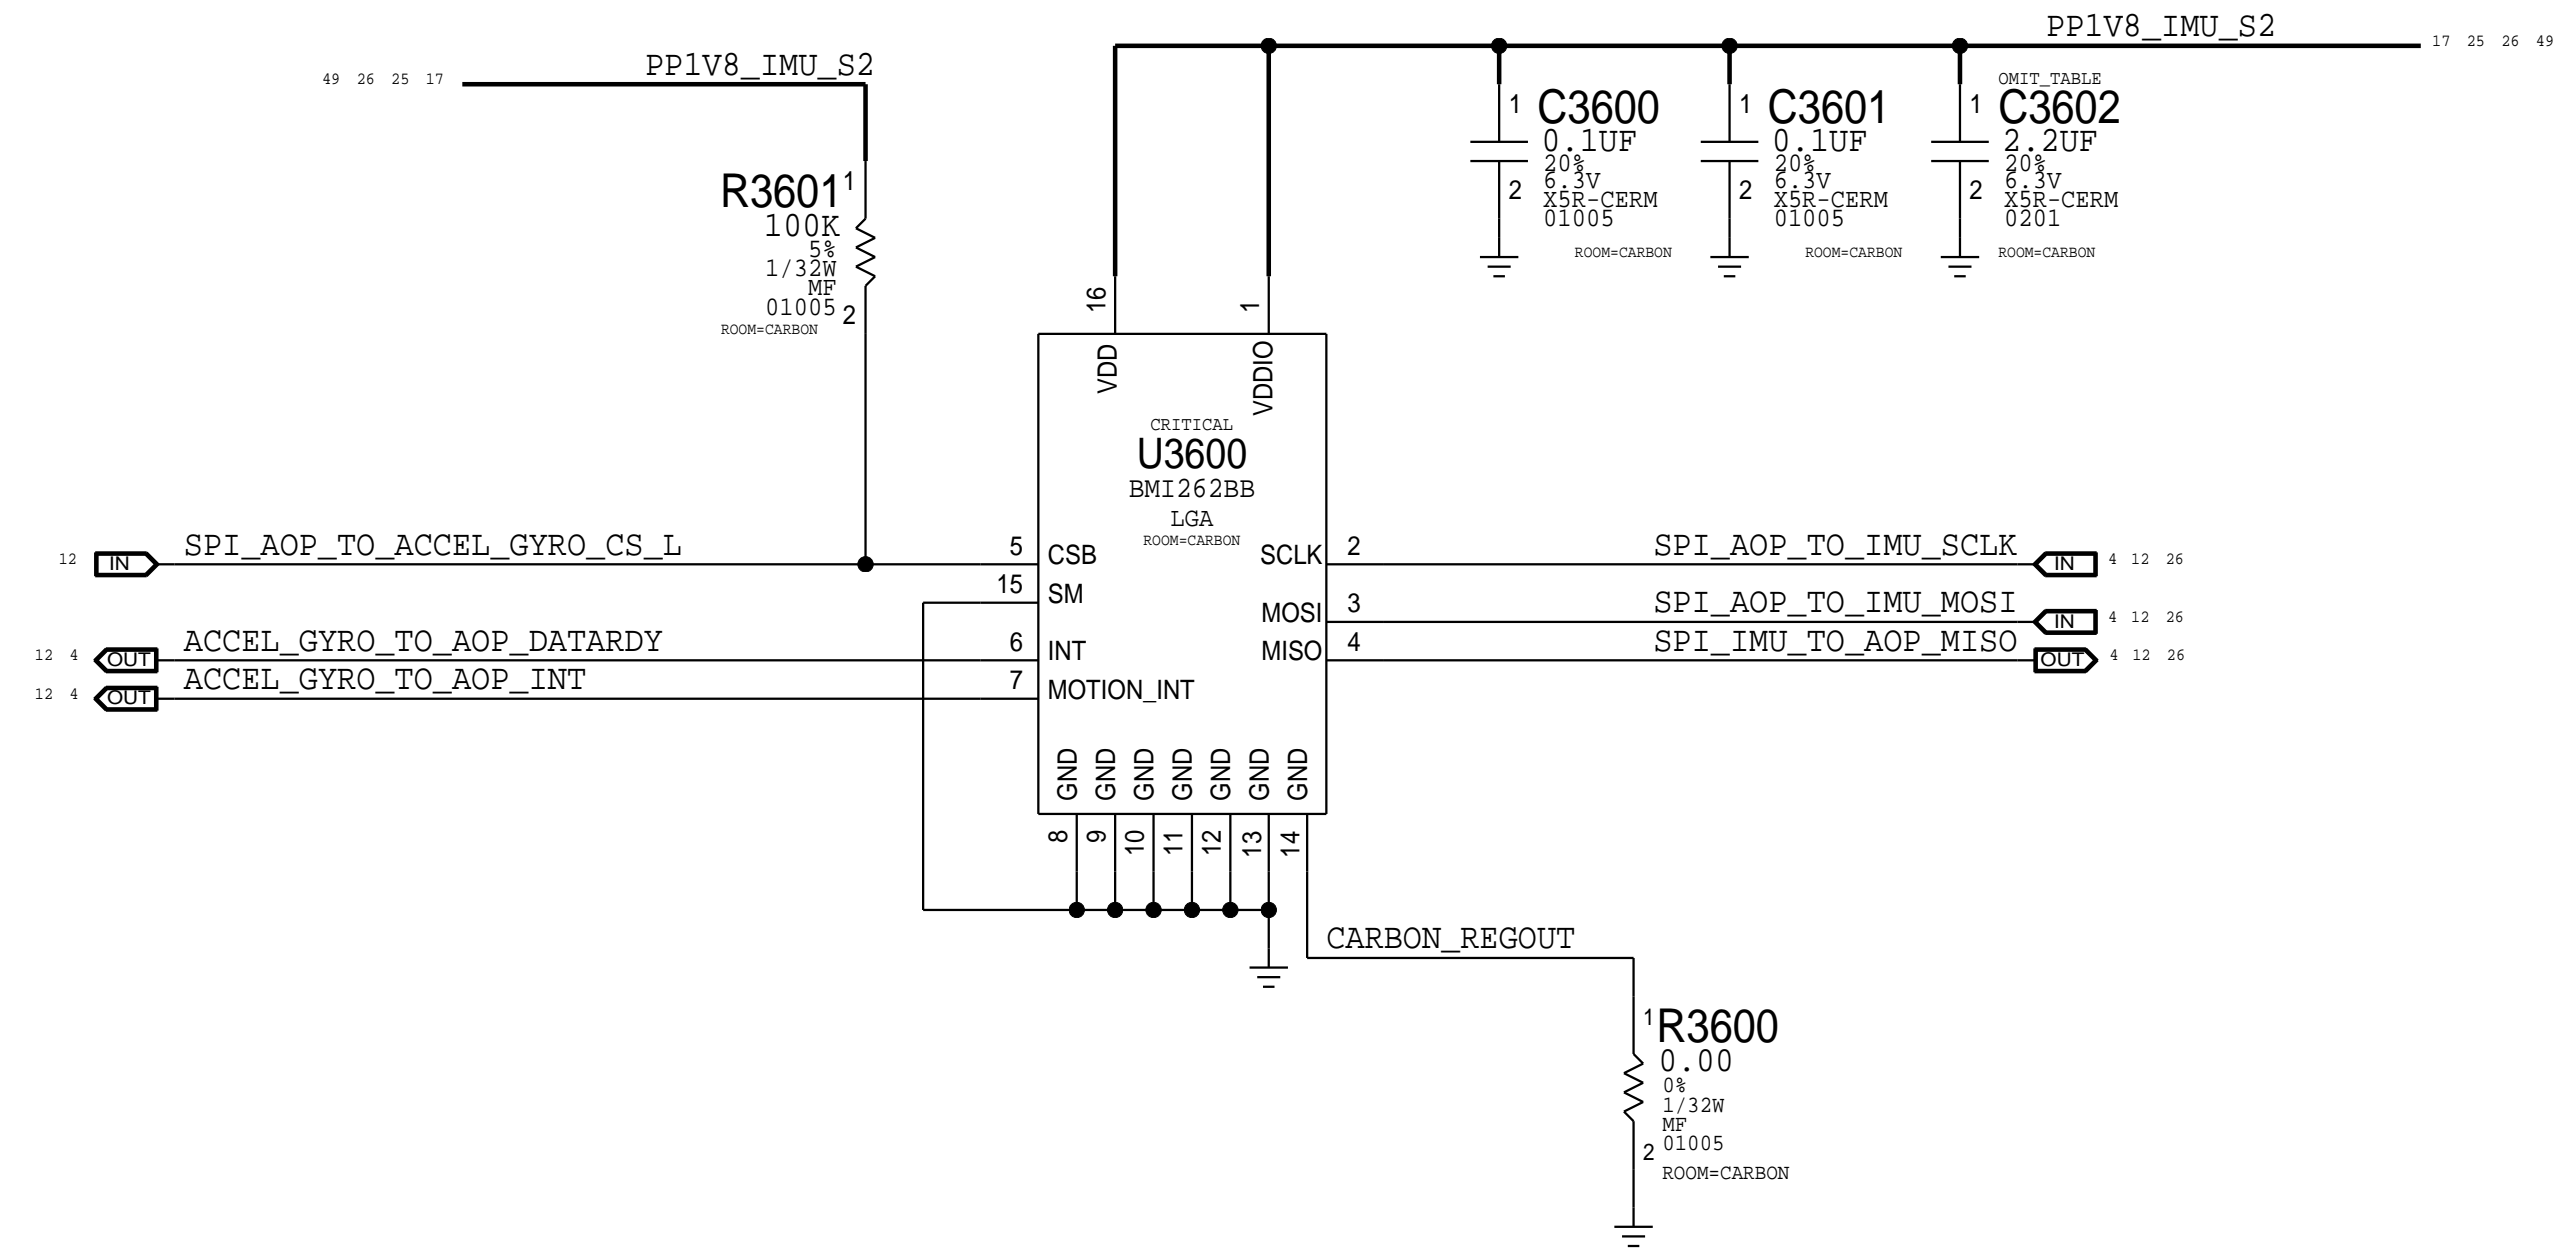 PP1V8_IMU_S2
17 25 26 49
PP1V8_IMU_S2
49 26 25 17
1 C3600
0.1UF
20%
6.3V
2 X5R-CERM
01005
ROOM=CARBON
1 C3601
0.1UF
20%
6.3V
2 X5R-CERM
01005
ROOM=CARBON
OMIT_TABLE
1 C3602
2.2UF
20%
6.3V
2 X5R-CERM
0201
ROOM=CARBON
R3601 1
100K
5%
1/32W
MF
01005 2
ROOM=CARBON
16 1
VDD VDDIO
CRITICAL
U3600
BMI262BB
LGA
ROOM=CARBON
12 IN SPI_AOP_TO_ACCEL_GYRO_CS_L 5 CSB
15 SM
12 4 OUT ACCEL_GYRO_TO_AOP_DATARDY 6 INT
12 4 OUT ACCEL_GYRO_TO_AOP_INT 7 MOTION_INT
SCLK 2 SPI_AOP_TO_IMU_SCLK IN 4 12 26
MOSI 3 SPI_AOP_TO_IMU_MOSI IN 4 12 26
MISO 4 SPI_IMU_TO_AOP_MISO OUT 4 12 26
GND GND GND GND GND GND GND
8 9 10 11 12 13 14
CARBON_REGOUT
1 R3600
0.00
0%
1/32W
MF
2 01005
ROOM=CARBON